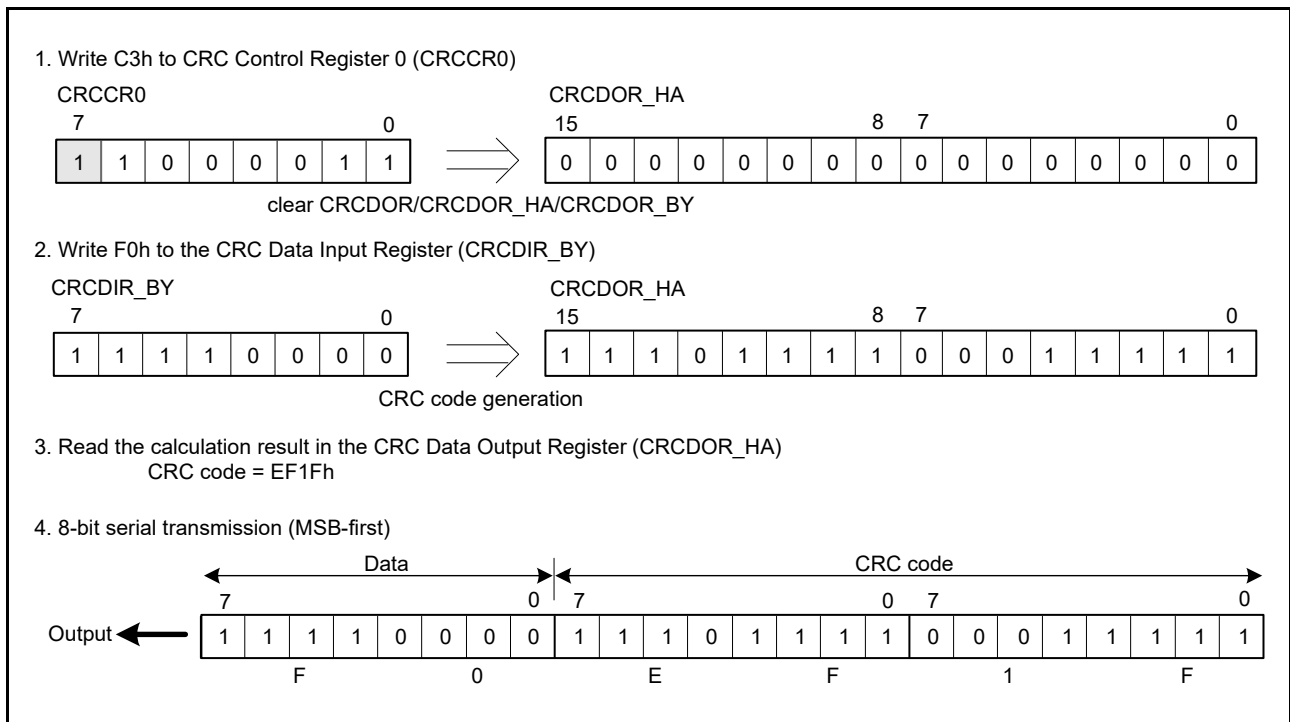 1. Write C3h to CRC Control Register 0 (CRCCR0)
CRCCR0 CRCDOR_HA
7 0 15 8 7 0
1 1 0 0 0 0 1 1 0 0 0 0 0 0 0 0 0 0 0 0 0 0 0 0
clear CRCDOR/CRCDOR_HA/CRCDOR_BY
2. Write F0h to the CRC Data Input Register (CRCDIR_BY)
CRCDIR_BY CRCDOR_HA
7 0 15 8 7 0
1 1 1 1 0 0 0 0 1 1 1 0 1 1 1 1 0 0 0 1 1 1 1 1
CRC code generation
3. Read the calculation result in the CRC Data Output Register (CRCDOR_HA)
CRC code = EF1Fh
4. 8-bit serial transmission (MSB-first)
Data CRC code
7 0 7 0 7 0
Output 1 1 1 1 0 0 0 0 1 1 1 0 1 1 1 1 0 0 0 1 1 1 1 1
F 0 E F 1 F